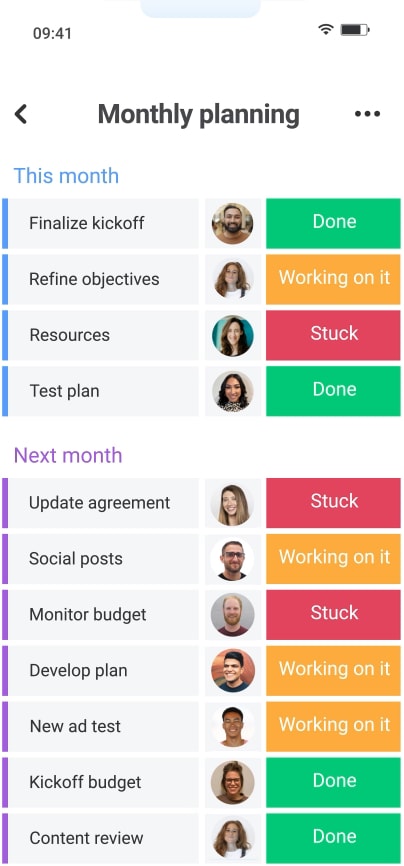 09:41
Monthly planning
This month
Finalize kickoff Done
Refine objectives Working on it
Resources Stuck
Test plan Done
Next month
Update agreement Stuck
Social posts Working on it
Monitor budget Stuck
Develop plan Working on it
New ad test Working on it
Kickoff budget Done
Content review Done